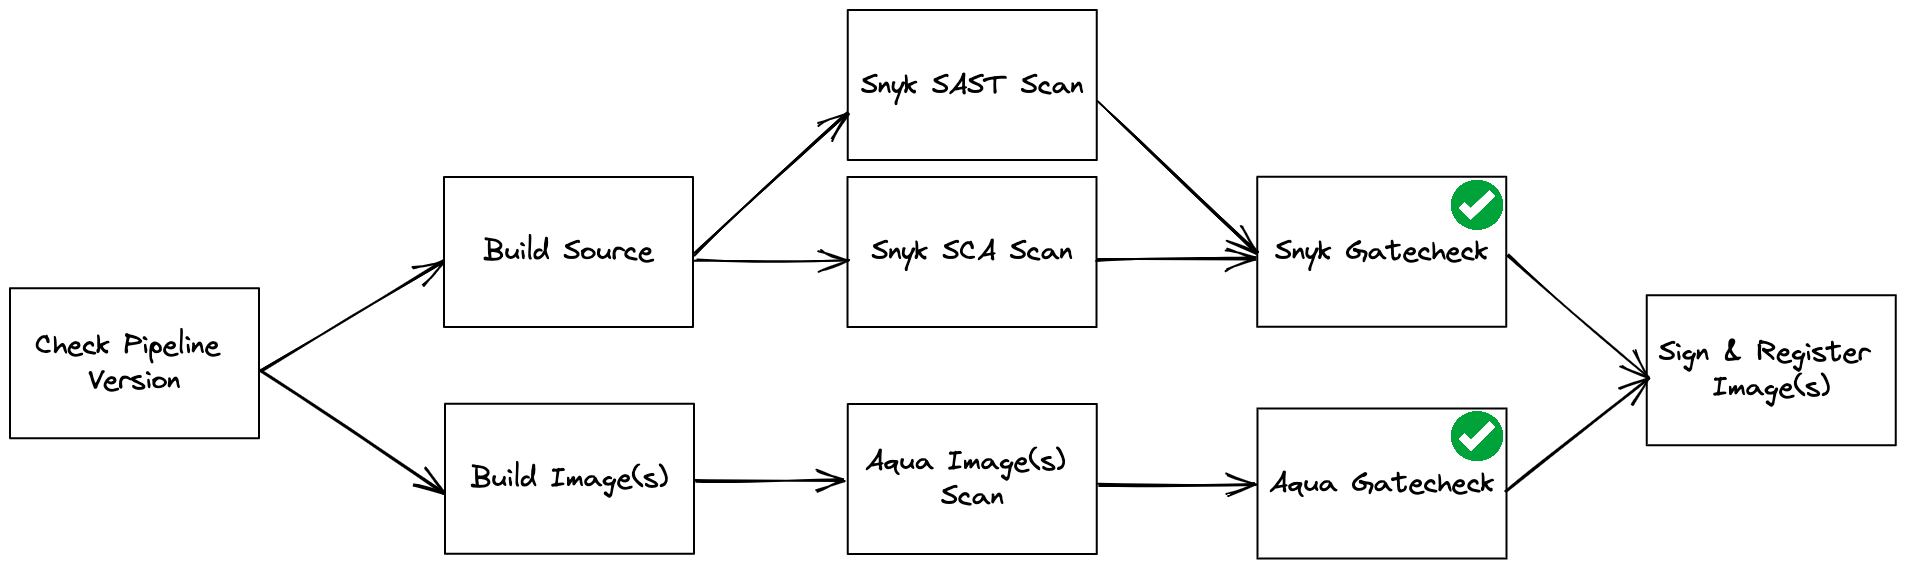 Check Pipeline
Version
Build Source
Build Image(s)
Snyk SAST Scan
Snyk SCA Scan
Aqua Image(s)
Scan
Snyk Gatecheck
Aqua Gatecheck
Sign & Register
Image(s)